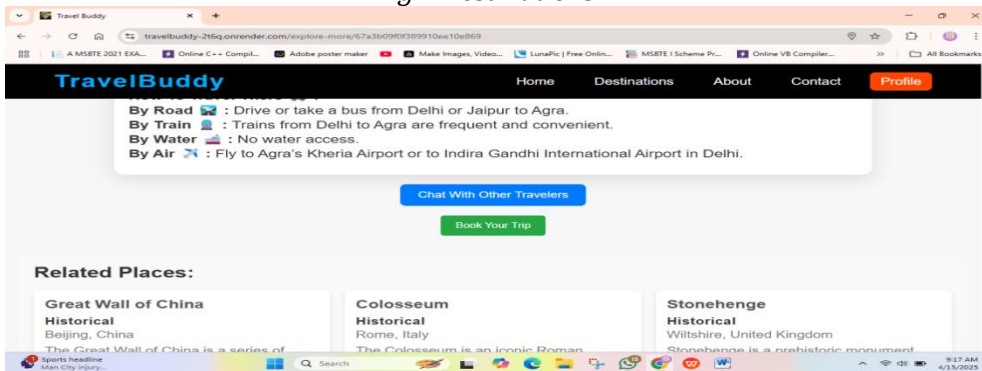 Travel Buddy
travelbuddy-2t6q.onrender.com/explore-more/67a3b09f0f389910ee10e869
A MSBTE 2021 EXA... Online C++ Compil... Adobe poster maker Make Images, Video... LunaPic | Free Onlin... MSBTE I Scheme Pr... Online VB Compiler... All Bookmarks
TravelBuddy Home Destinations About Contact Profile
By Road : Drive or take a bus from Delhi or Jaipur to Agra.
By Train : Trains from Delhi to Agra are frequent and convenient.
By Water : No water access.
By Air : Fly to Agra's Kheria Airport or to Indira Gandhi International Airport in Delhi.
Chat With Other Travelers
Book Your Trip
Related Places:
Great Wall of China Colosseum Stonehenge
Historical Historical Historical
Beijing, China Rome, Italy Wiltshire, United Kingdom
The Great Wall of China is a series of The Colosseum is an iconic Roman Stonehenge is a prehistoric monument
Sports headline Search 9:17 AM
Man City injury... 4/15/2025